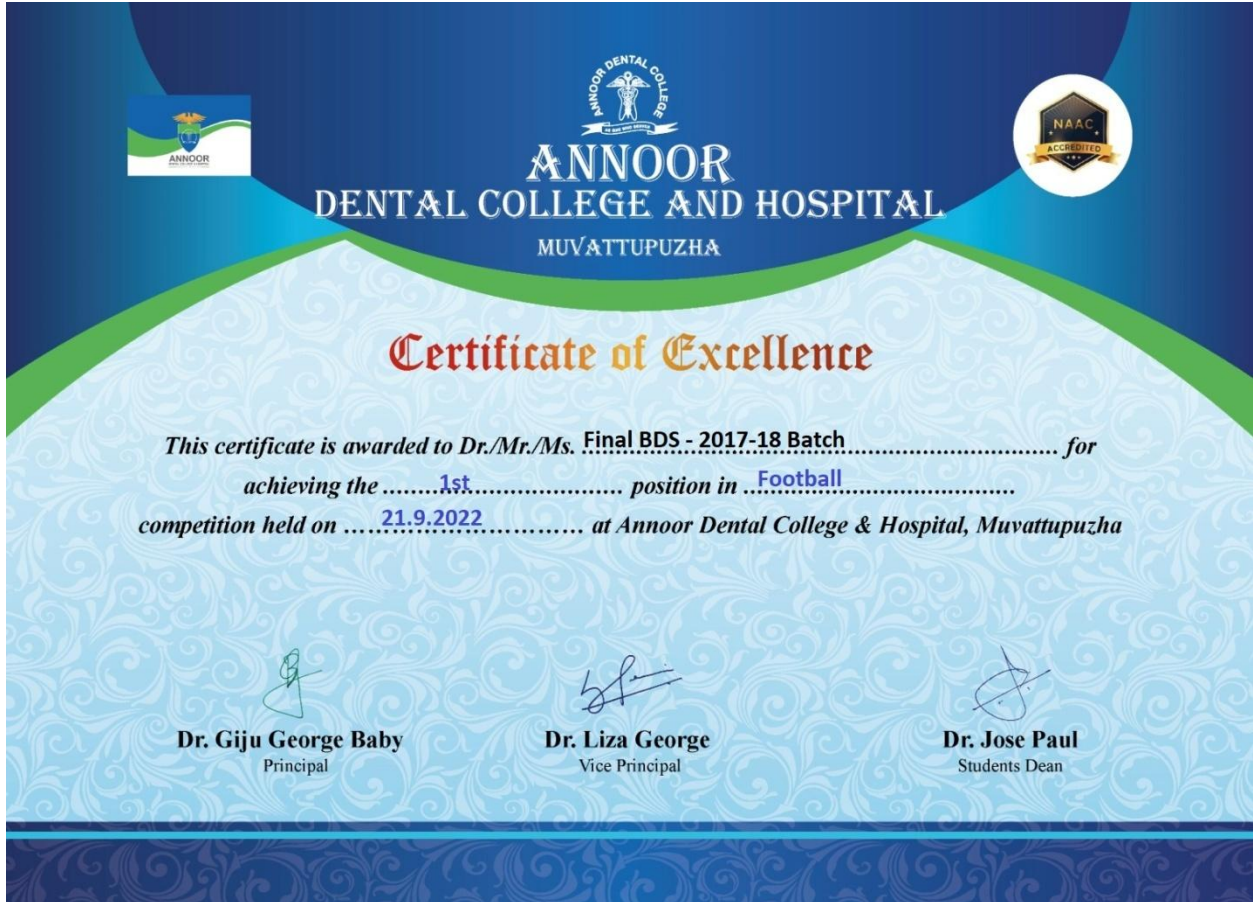 ANNOOR DENTAL COLLEGE
ANNOOR
NAAC
ACCREDITED
ANNOOR
DENTAL COLLEGE AND HOSPITAL
MUVATTUPUZHA
Certificate of Excellence
This certificate is awarded to Dr./Mr./Ms. Final BDS - 2017-18 Batch for
achieving the 1st position in Football
competition held on 21.9.2022 at Annoor Dental College & Hospital, Muvattupuzha
Dr. Giju George Baby
Principal
Dr. Liza George
Vice Principal
Dr. Jose Paul
Students Dean